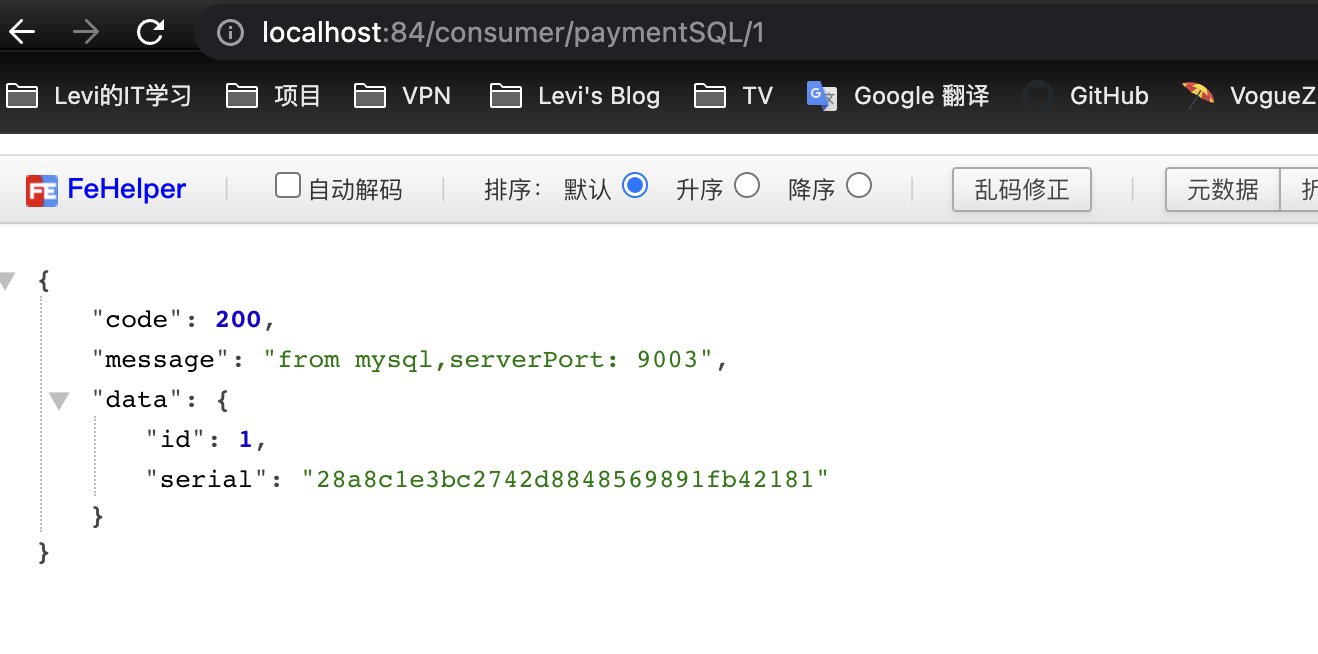 localhost:84/consumer/paymentSQL/1
Levi的IT学习 项目 VPN Levi's Blog TV Google 翻译 GitHub VogueZ
FeHelper 自动解码 排序: 默认 升序 降序 乱码修正 元数据 折
{
"code": 200,
"message": "from mysql,serverPort: 9003",
"data": {
"id": 1,
"serial": "28a8c1e3bc2742d8848569891fb42181"
}
}